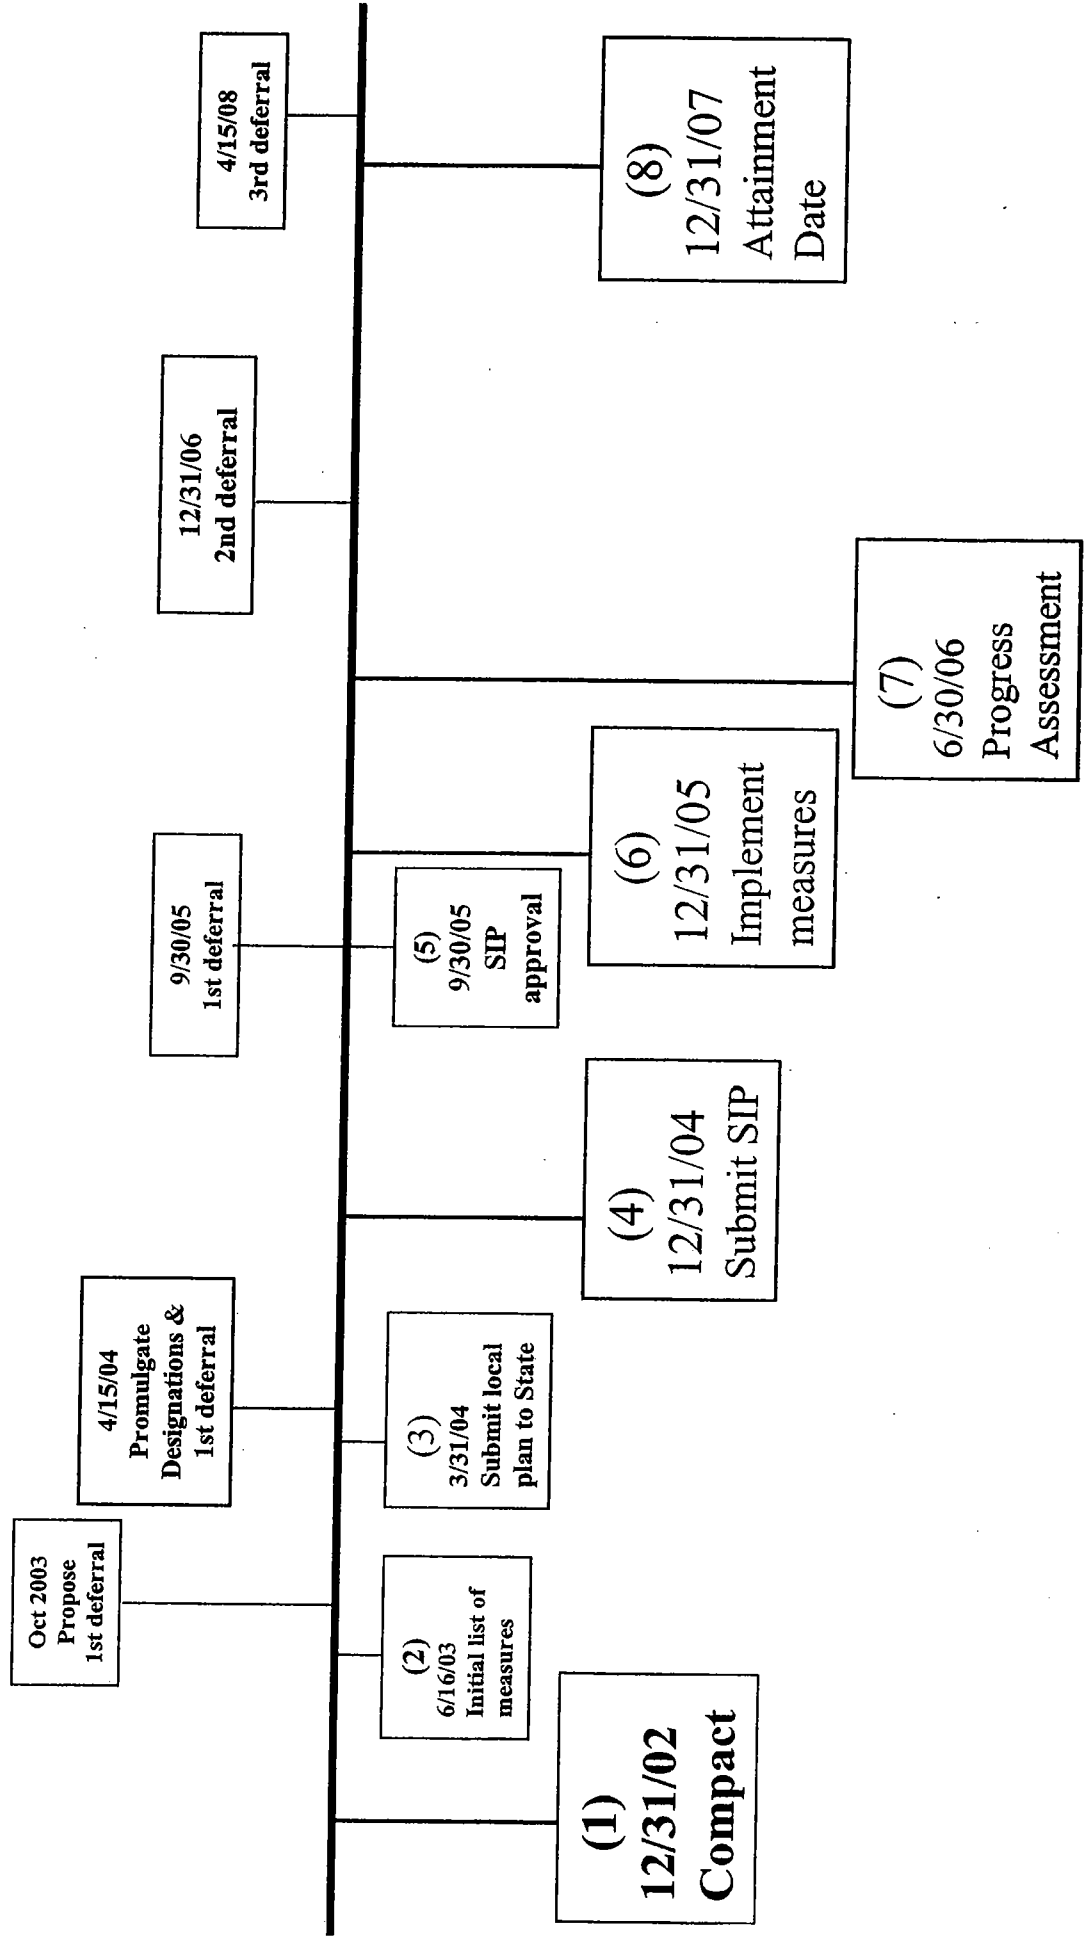 Oct 2003
Propose
1st deferral
4/15/04
Promulgate
Designations &
1st deferral
9/30/05
1st deferral
12/31/06
2nd deferral
4/15/08
3rd deferral
(1)
12/31/02
Compact
(2)
6/16/03
Initial list of
measures
(3)
3/31/04
Submit local
plan to State
(4)
12/31/04
Submit SIP
(5)
9/30/05
SIP
approval
(6)
12/31/05
Implement
measures
(7)
6/30/06
Progress
Assessment
(8)
12/31/07
Attainment
Date